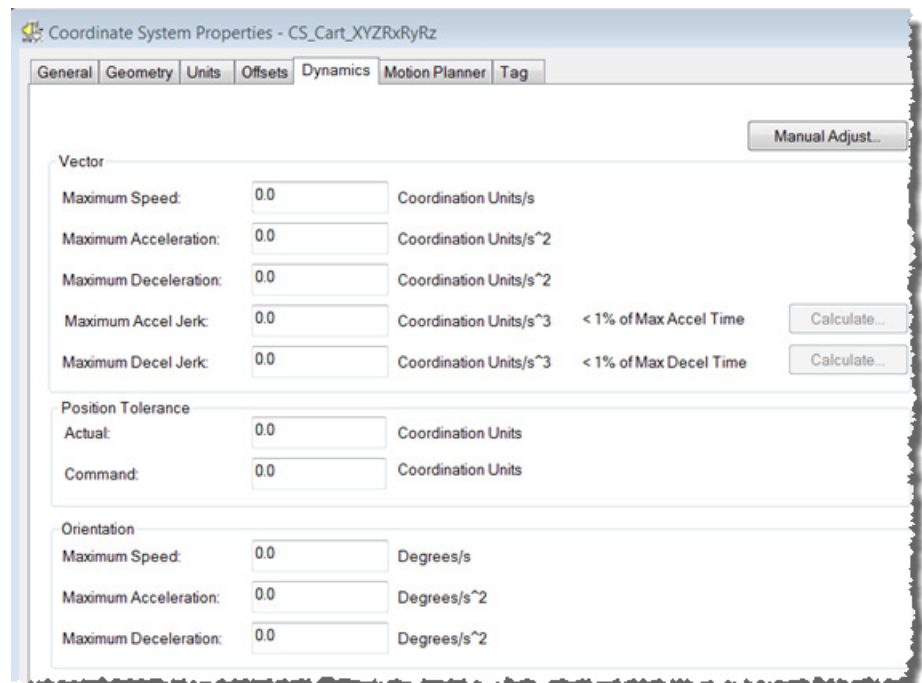 Coordinate System Properties - CS_Cart_XYZRxRyRz
General Geometry Units Offsets Dynamics Motion Planner Tag
Manual Adjust...
Vector
Maximum Speed: 0.0 Coordination Units/s
Maximum Acceleration: 0.0 Coordination Units/s^2
Maximum Deceleration: 0.0 Coordination Units/s^2
Maximum Accel Jerk: 0.0 Coordination Units/s^3 < 1% of Max Accel Time Calculate...
Maximum Decel Jerk: 0.0 Coordination Units/s^3 < 1% of Max Decel Time Calculate...
Position Tolerance
Actual: 0.0 Coordination Units
Command: 0.0 Coordination Units
Orientation
Maximum Speed: 0.0 Degrees/s
Maximum Acceleration: 0.0 Degrees/s^2
Maximum Deceleration: 0.0 Degrees/s^2